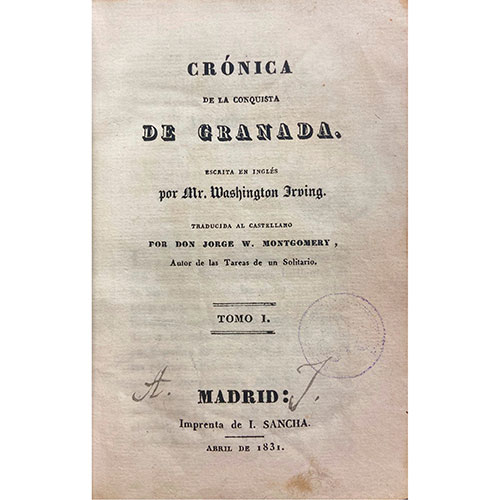 CRÓNICA
DE LA CONQUISTA
DE GRANADA.
ESCRITA EN INGLÉS
por Mr. Washington Irving.
TRADUCIDA AL CASTELLANO
POR DON JORGE W. MONTGOMERY,
Autor de las Tareas de un Solitario.
TOMO I.
A. J.
MADRID:
Imprenta de I. SANCHA.
ABRIL DE 1831.